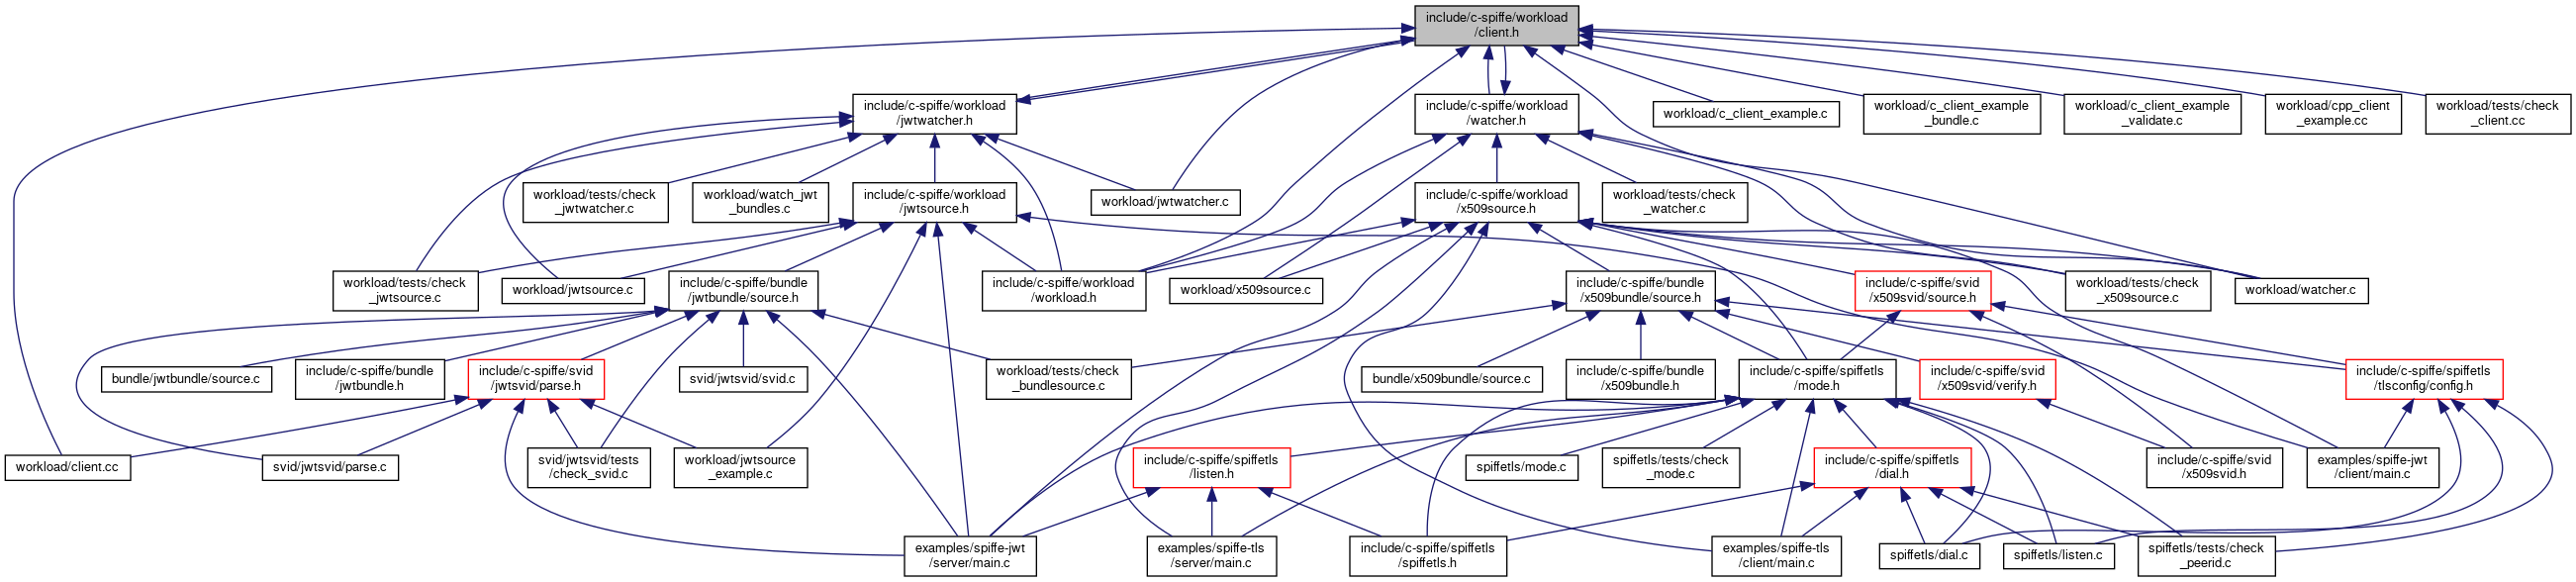 include/c-spiffe/workload
/client.h
include/c-spiffe/workload
/jwtwatcher.h
include/c-spiffe/workload
/watcher.h
workload/c_client_example.c
workload/c_client_example
_bundle.c
workload/c_client_example
_validate.c
workload/cpp_client
_example.cc
workload/tests/check
_client.cc
workload/tests/check
_jwtwatcher.c
workload/watch_jwt
_bundles.c
include/c-spiffe/workload
/jwtsource.h
workload/jwtwatcher.c
include/c-spiffe/workload
/x509source.h
workload/tests/check
_watcher.c
workload/tests/check
_jwtsource.c
workload/jwtsource.c
include/c-spiffe/bundle
/jwtbundle/source.h
include/c-spiffe/workload
/workload.h
workload/x509source.c
include/c-spiffe/bundle
/x509bundle/source.h
include/c-spiffe/svid
/x509svid/source.h
workload/tests/check
_x509source.c
workload/watcher.c
bundle/jwtbundle/source.c
include/c-spiffe/bundle
/jwtbundle.h
include/c-spiffe/svid
/jwtsvid/parse.h
svid/jwtsvid/svid.c
workload/tests/check
_bundlesource.c
bundle/x509bundle/source.c
include/c-spiffe/bundle
/x509bundle.h
include/c-spiffe/spiffetls
/mode.h
include/c-spiffe/svid
/x509svid/verify.h
include/c-spiffe/spiffetls
/tlsconfig/config.h
workload/client.cc
svid/jwtsvid/parse.c
svid/jwtsvid/tests
/check_svid.c
workload/jwtsource
_example.c
include/c-spiffe/spiffetls
/listen.h
spiffetls/mode.c
spiffetls/tests/check
_mode.c
include/c-spiffe/spiffetls
/dial.h
include/c-spiffe/svid
/x509svid.h
examples/spiffe-jwt
/client/main.c
examples/spiffe-jwt
/server/main.c
examples/spiffe-tls
/server/main.c
include/c-spiffe/spiffetls
/spiffetls.h
examples/spiffe-tls
/client/main.c
spiffetls/dial.c
spiffetls/listen.c
spiffetls/tests/check
_peerid.c